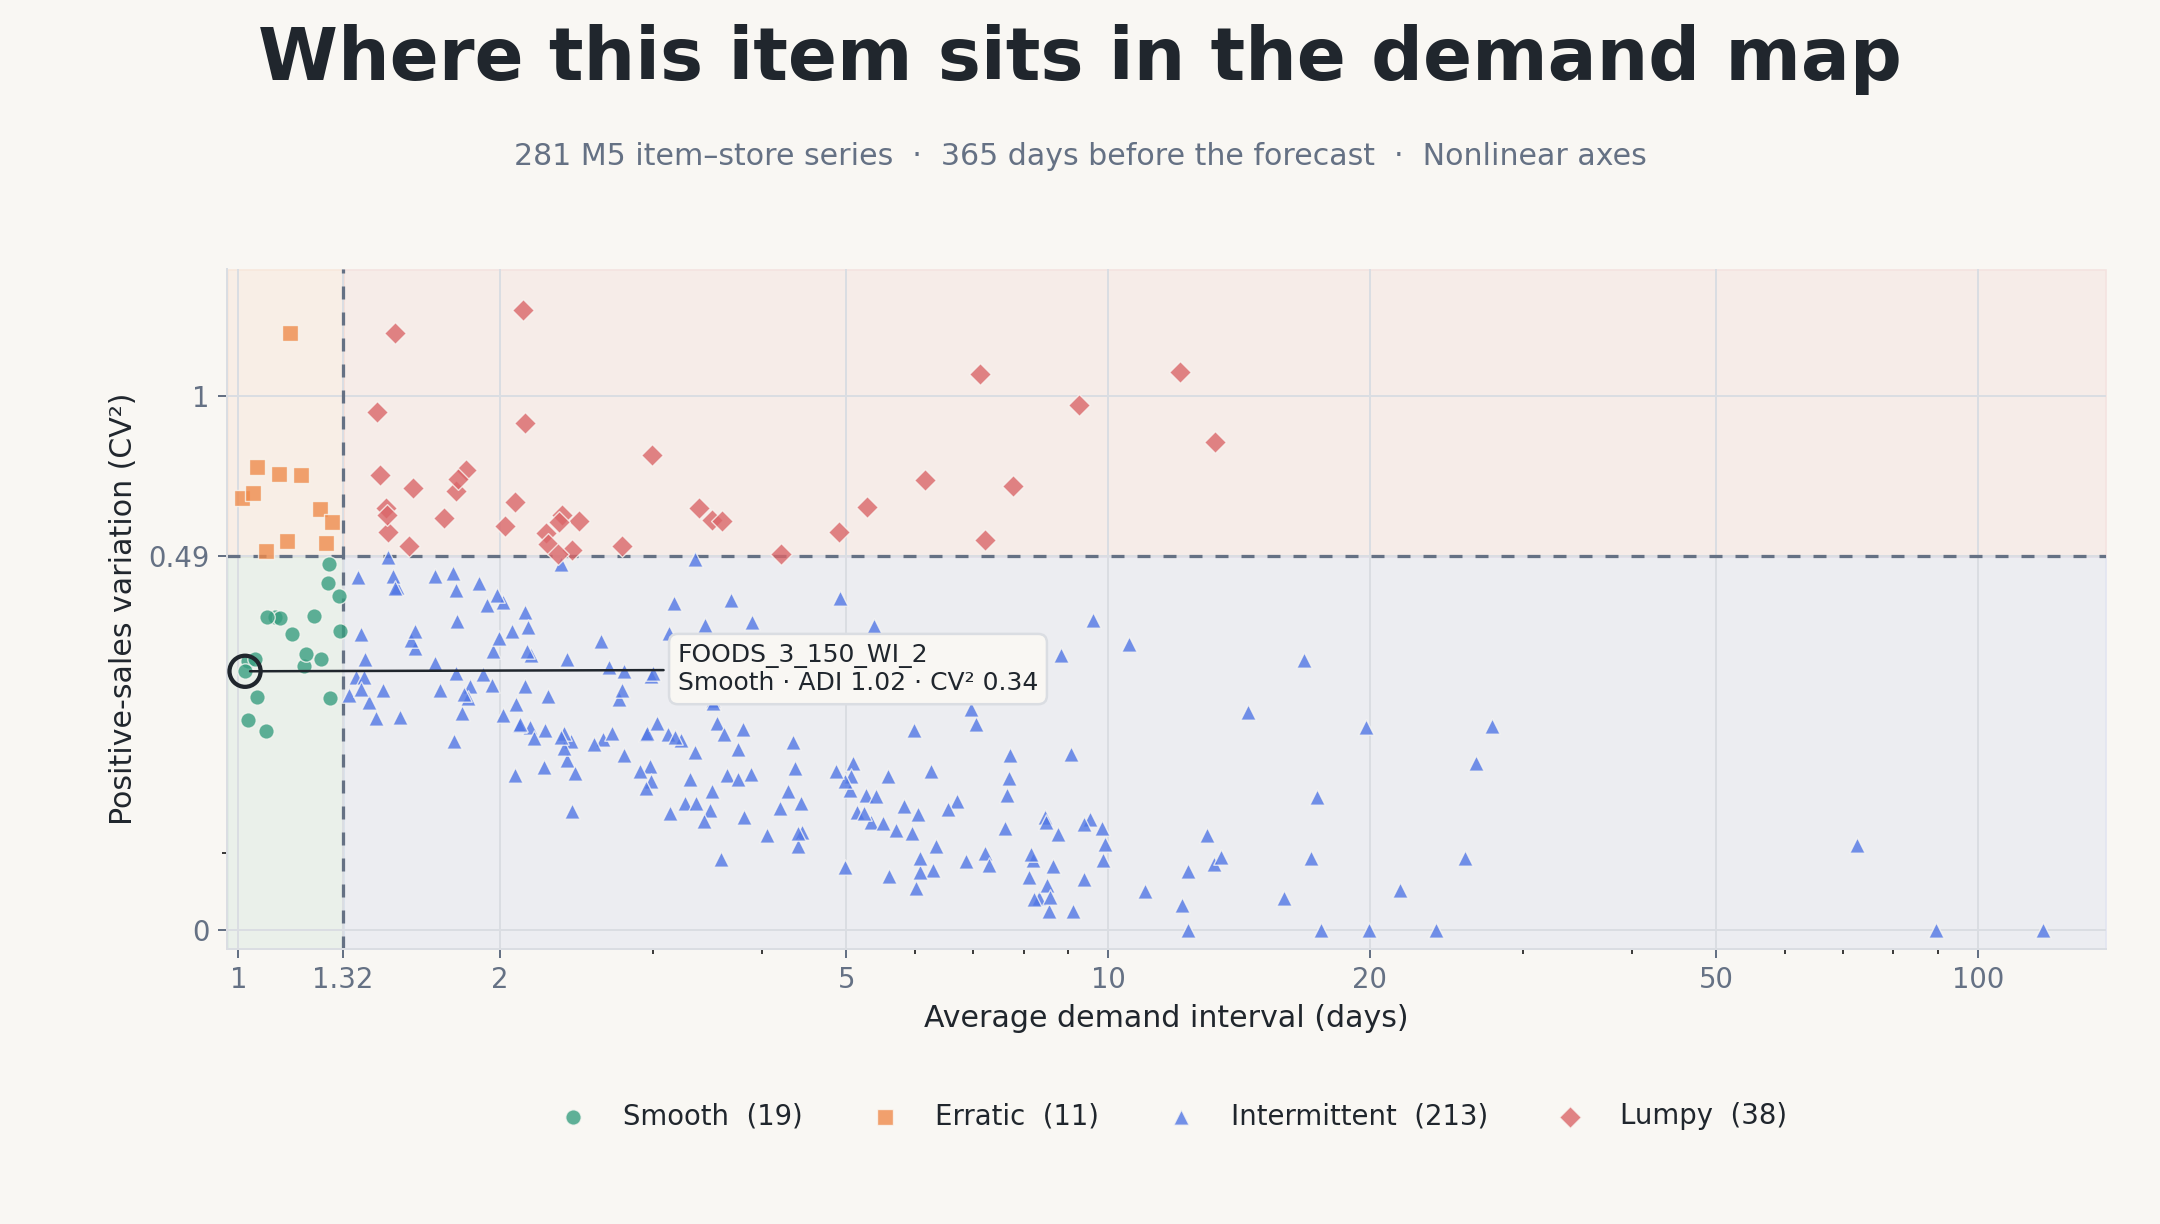 Where this item sits in the demand map
281 M5 item–store series · 365 days before the forecast · Nonlinear axes
Positive-sales variation (CV²)
1
0.49
0
FOODS_3_150_WI_2
Smooth · ADI 1.02 · CV² 0.34
1 1.32 2 5 10 20 50 100
Average demand interval (days)
Smooth (19) Erratic (11) Intermittent (213) Lumpy (38)